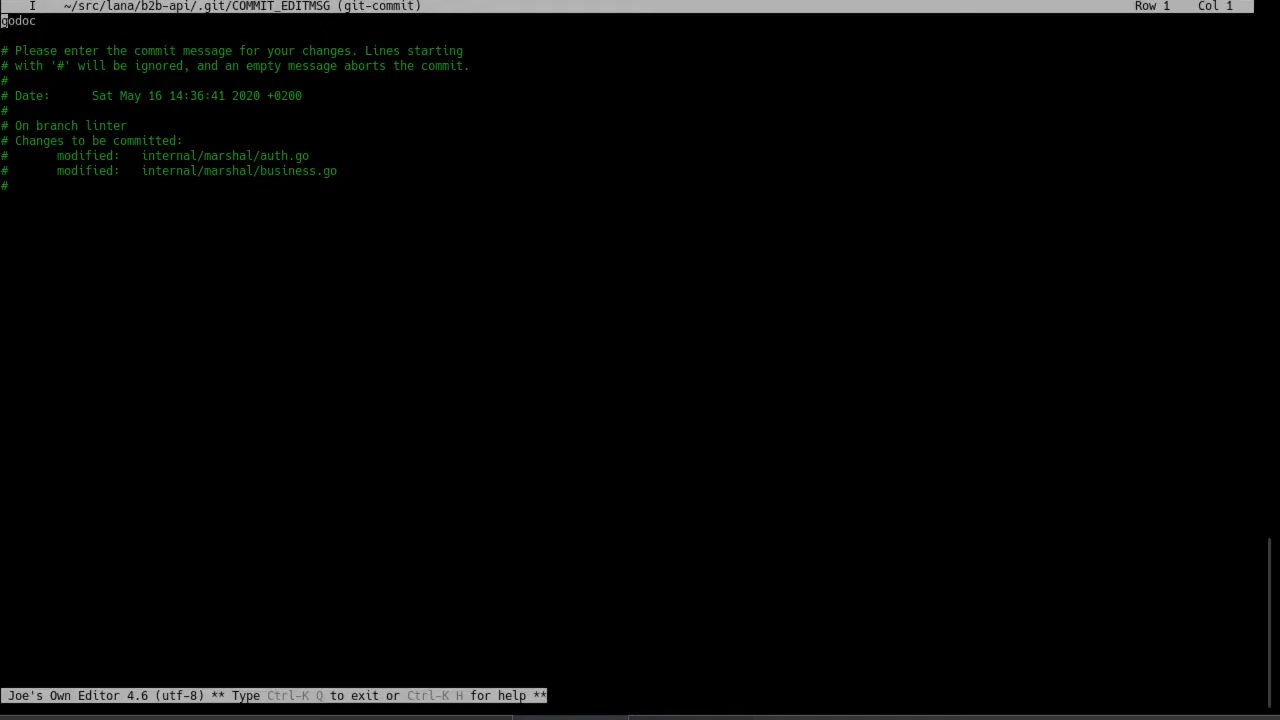 I ~/src/lana/b2b-api/.git/COMMIT_EDITMSG (git-commit) Row 1 Col 1
godoc
# Please enter the commit message for your changes. Lines starting
# with '#' will be ignored, and an empty message aborts the commit.
#
# Date: Sat May 16 14:36:41 2020 +0200
#
# On branch linter
# Changes to be committed:
# modified: internal/marshal/auth.go
# modified: internal/marshal/business.go
#
Joe's Own Editor 4.6 (utf-8) ** Type Ctrl-K Q to exit or Ctrl-K H for help **